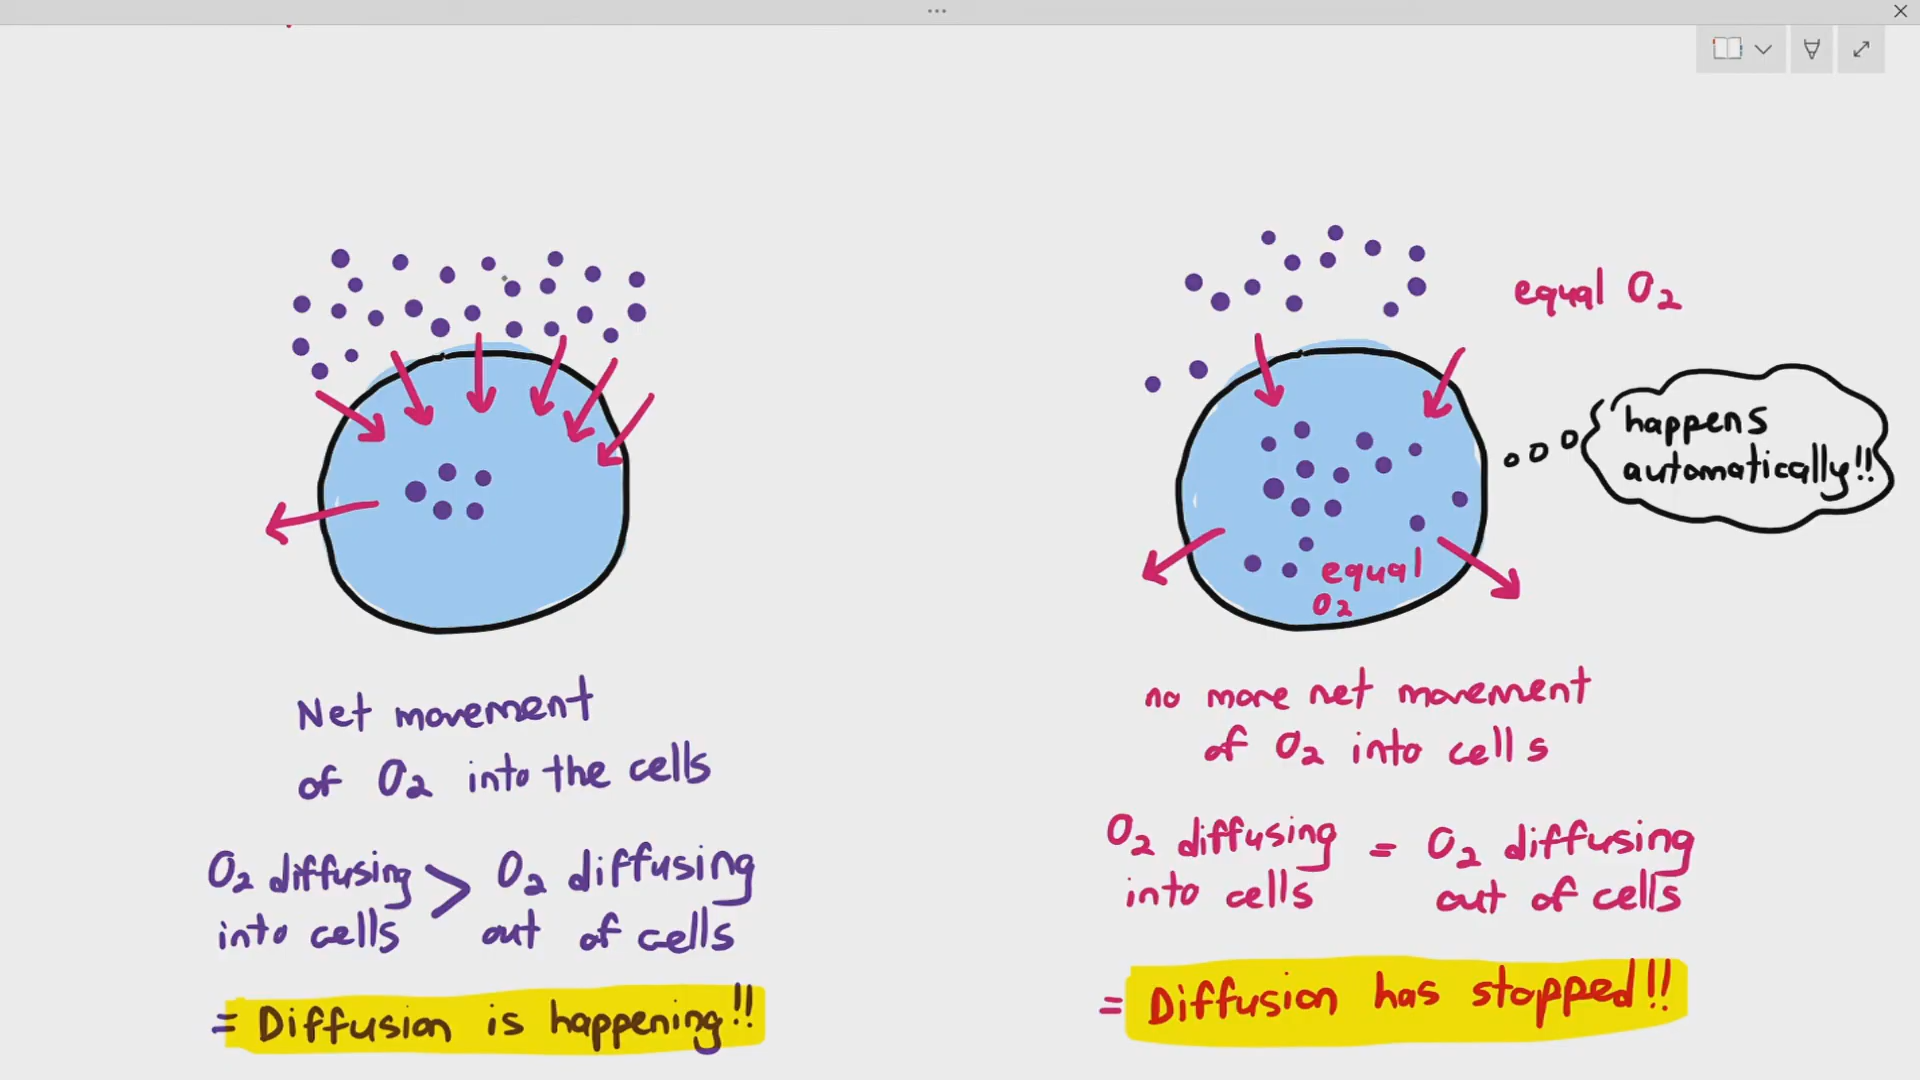 equal O2
happens
automatically!!
equal
O2
Net movement
of O2 into the cells
O2 diffusing > O2 diffusing
into cells out of cells
= Diffusion is happening!!
no more net movement
of O2 into cells
O2 diffusing = O2 diffusing
into cells out of cells
= Diffusion has stopped!!